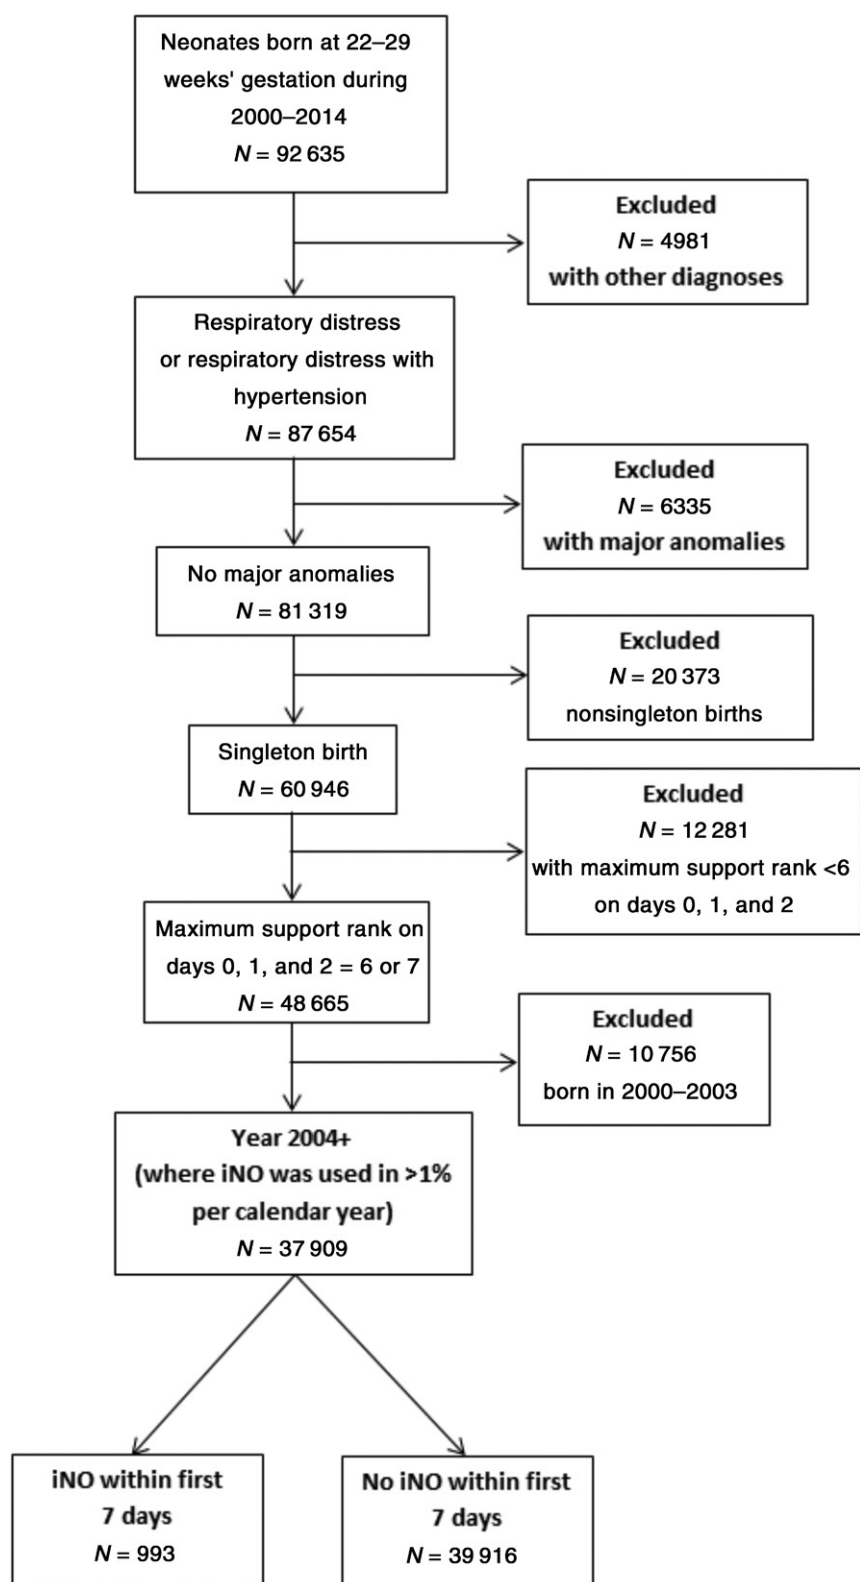 Neonates born at 22–29
weeks' gestation during
2000–2014
N = 92 635
Excluded
N = 4981
with other diagnoses
Respiratory distress
or respiratory distress with
hypertension
N = 87 654
Excluded
N = 6335
with major anomalies
No major anomalies
N = 81 319
Excluded
N = 20 373
nonsingleton births
Singleton birth
N = 60 946
Excluded
N = 12 281
with maximum support rank <6
on days 0, 1, and 2
Maximum support rank on
days 0, 1, and 2 = 6 or 7
N = 48 665
Excluded
N = 10 756
born in 2000–2003
Year 2004+
(where iNO was used in >1%
per calendar year)
N = 37 909
iNO within first
7 days
N = 993
No iNO within first
7 days
N = 39 916